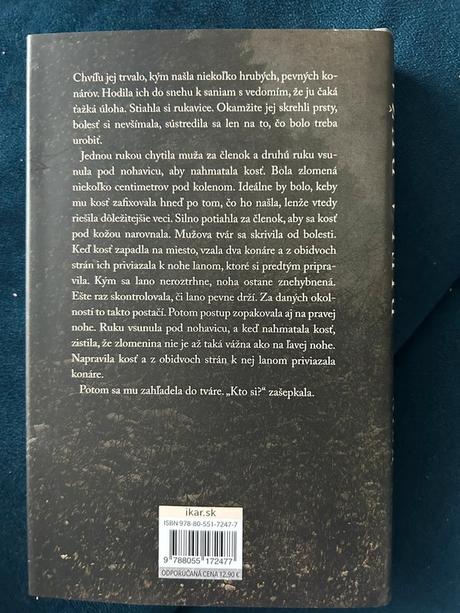 Chvíľu jej trvalo, kým našla niekoľko hrubých, pevných ko-
nárov. Hodila ich do snehu k saniam s vedomím, že ju čaká
ťažká úloha. Stiahla si rukavice. Okamžite jej skrehli prsty,
bolesť si nevšímala, sústredila sa len na to, čo bolo treba
urobiť.
Jednou rukou chytila muža za členok a druhú ruku vsu-
nula pod nohavicu, aby nahmatala kosť. Bola zlomená
niekoľko centimetrov pod kolenom. Ideálne by bolo, keby
mu kosť zafixovala hneď po tom, čo ho našla, lenže vtedy
riešila dôležitejšie veci. Silno potiahla za členok, aby sa kosť
pod kožou narovnala. Mužova tvár sa skrivila od bolesti.
Keď kosť zapadla na miesto, vzala dva konáre a z obidvoch
strán ich priviazala k nohe lanom, ktoré si predtým pripra-
vila. Kým sa lano neroztrhne, noha ostane znehybnená.
Ešte raz skontrolovala, či lano pevne drží. Za daných okol-
ností to takto postačí. Potom postup zopakovala aj na pravej
nohe. Ruku vsunula pod nohavicu, a keď nahmatala kosť,
zistila, že zlomenina nie je až taká vážna ako na ľavej nohe.
Napravila kosť a z obidvoch strán k nej lanom priviazala
konáre.
Potom sa mu zahľadela do tváre. „Kto si?“ zašepkala.
ikar.sk
ISBN 978-80-551-7247-7
9 788055 172477
ODPORÚČANÁ CENA 12,90 €